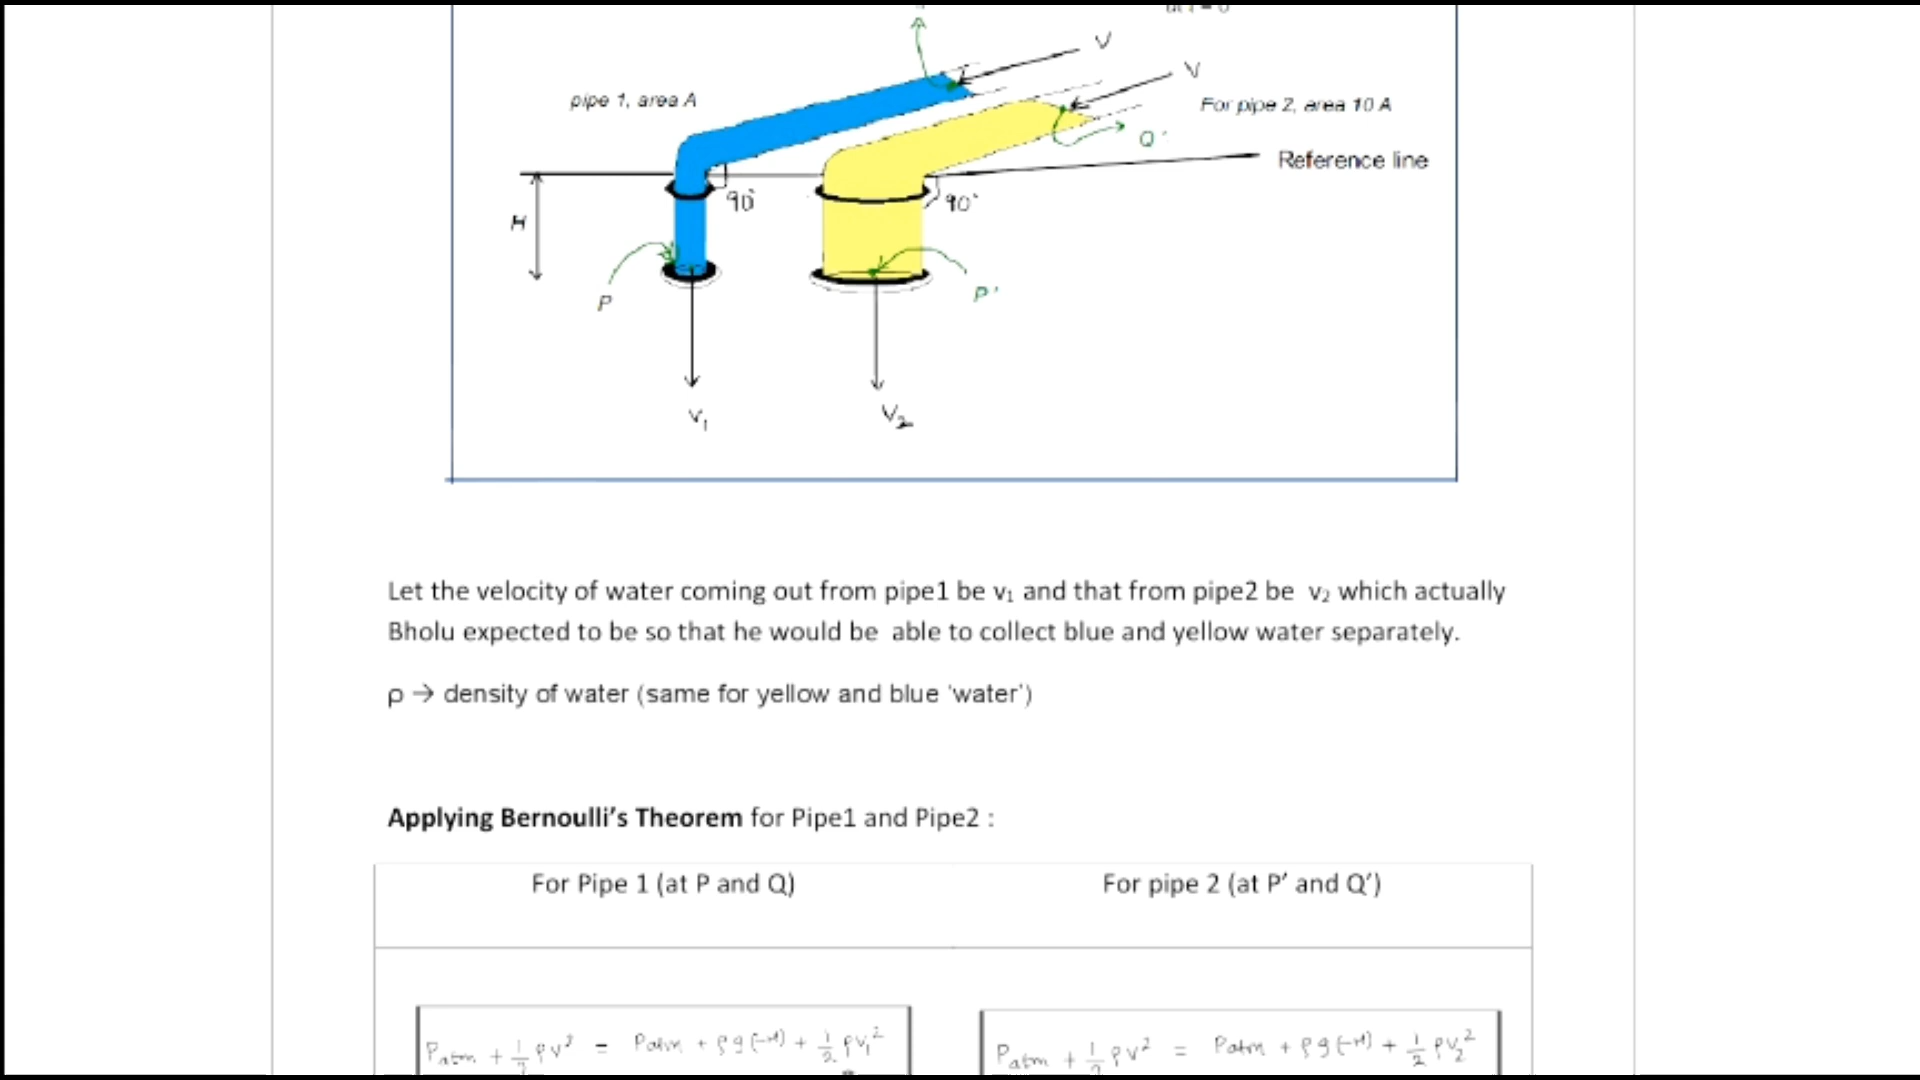 V
V
pipe 1, area A
For pipe 2, area 10 A
Q'
Reference line
90°
90°
H
P
P'
V₁
V₂
Let the velocity of water coming out from pipe1 be v₁ and that from pipe2 be v₂ which actually
Bholu expected to be so that he would be able to collect blue and yellow water separately.
ρ → density of water (same for yellow and blue 'water')
Applying Bernoulli's Theorem for Pipe1 and Pipe2 :
For Pipe 1 (at P and Q)
For pipe 2 (at P' and Q')
Patm + ½ρv² = Patm + ρg(-H) + ½ρv₁²
Patm + ½ρv² = Patm + ρg(-H) + ½ρv₂²